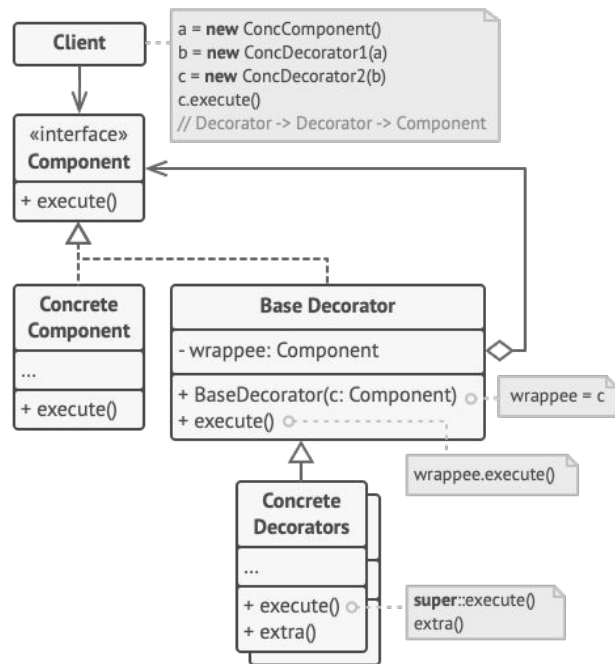 Client
a = new ConcComponent()
b = new ConcDecorator1(a)
c = new ConcDecorator2(b)
c.execute()
// Decorator -> Decorator -> Component
«interface»
Component
+ execute()
Concrete
Component
...
+ execute()
Base Decorator
- wrappee: Component
+ BaseDecorator(c: Component)
+ execute()
wrappee = c
wrappee.execute()
Concrete
Decorators
...
+ execute()
+ extra()
super::execute()
extra()